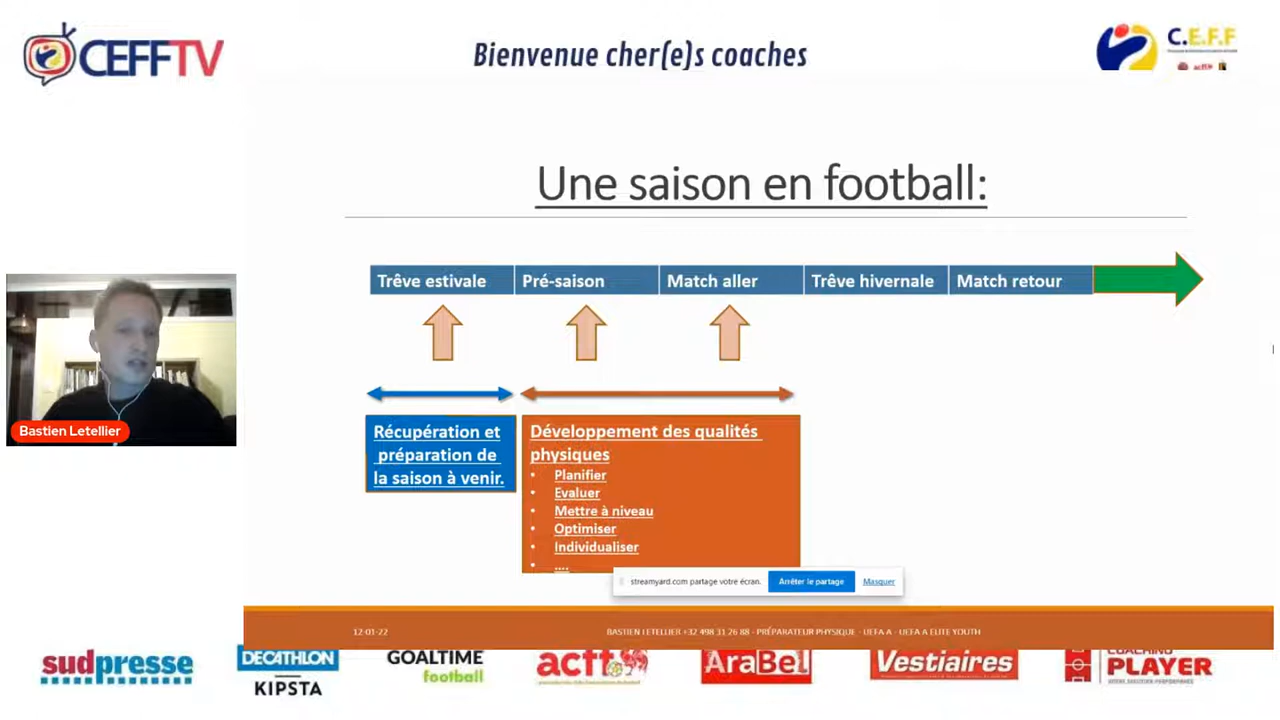 CEFFTV
Bienvenue cher(e)s coaches
C.E.F.F
Une saison en football:
Trêve estivale
Pré-saison
Match aller
Trêve hivernale
Match retour
Bastien Letellier
Récupération et
préparation de
la saison à venir.
Développement des qualités
physiques
• Planifier
• Evaluer
• Mettre à niveau
• Optimiser
• Individualiser
• ....
streamyard.com partage votre écran.
Arrêter le partage
Masquer
12-01-22
BASTIEN LETELLIER +32 498 31 26 88 - PRÉPARATEUR PHYSIQUE - UEFA A - UEFA A ELITE YOUTH
sudpresse
DECATHLON
KIPSTA
GOALTIME
football
actt
AraBel
Vestiaires
COACHING
PLAYER